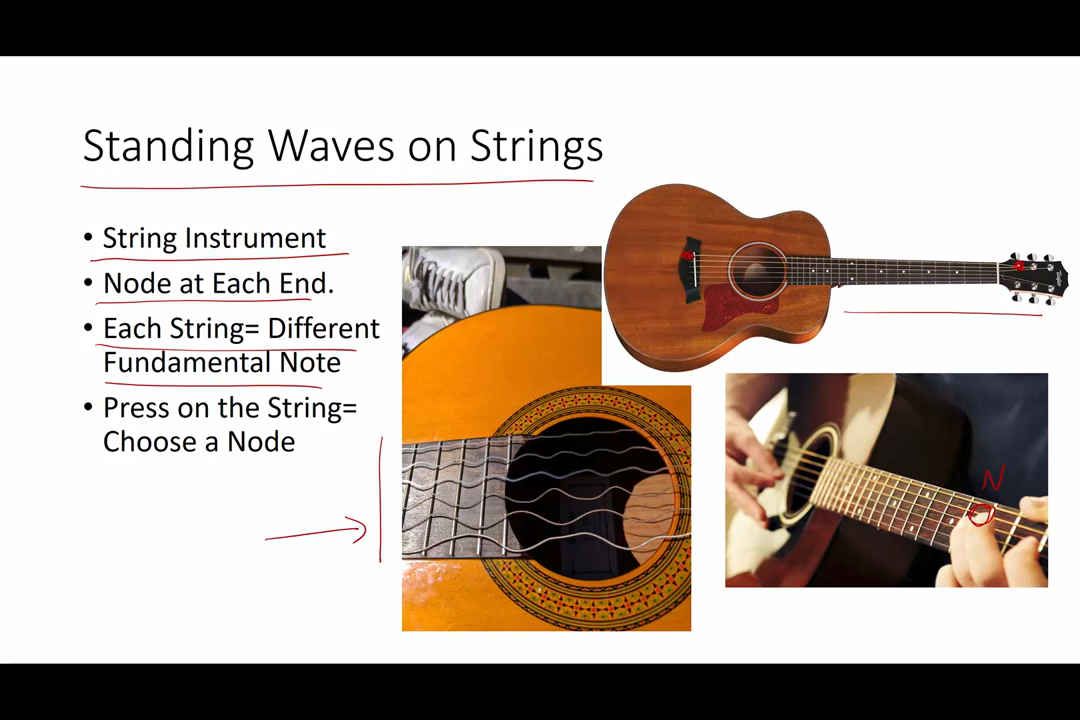 Standing Waves on Strings
• String Instrument
• Node at Each End.
• Each String= Different
Fundamental Note
• Press on the String=
Choose a Node
N
Taylor